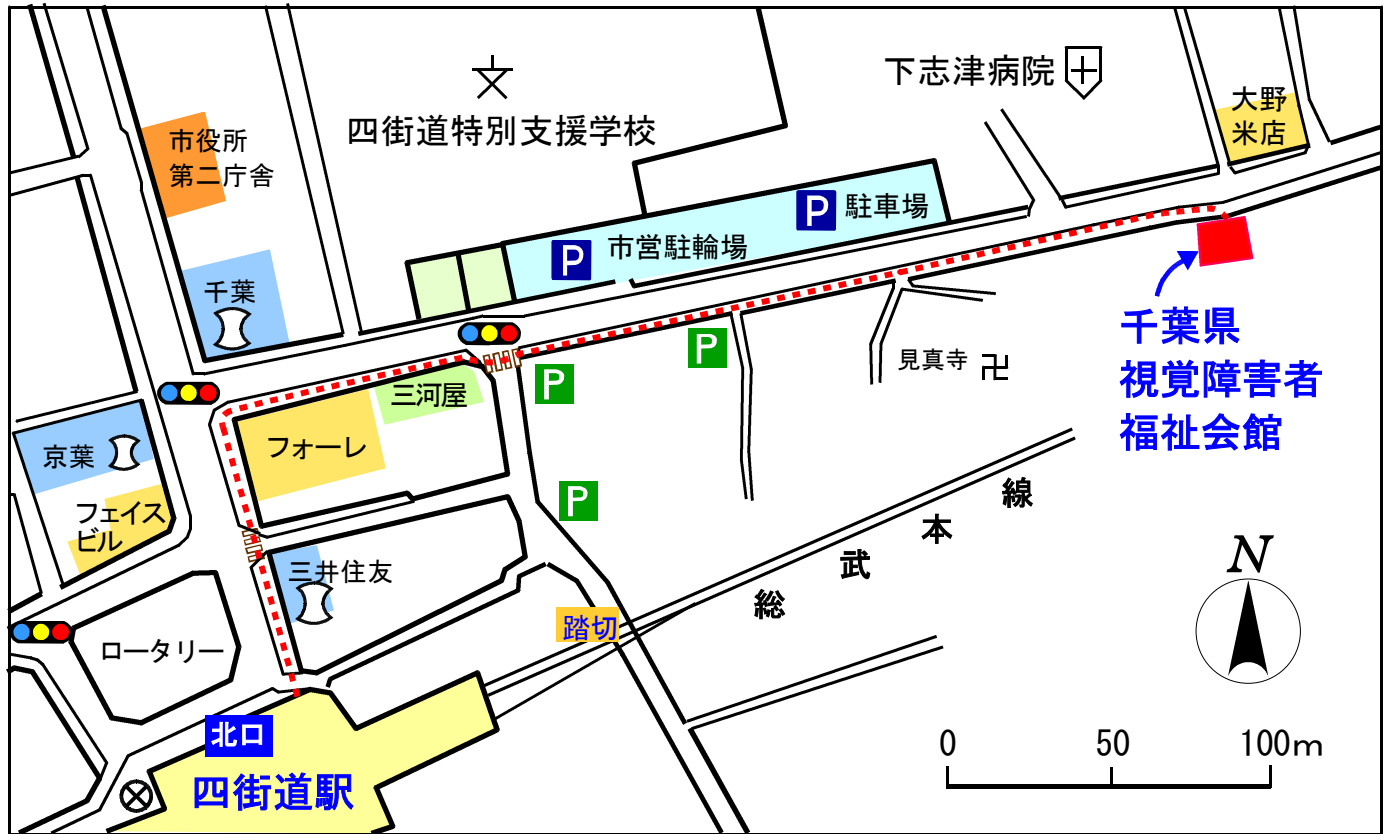 下志津病院
大野
米店
四街道特別支援学校
市役所
第二庁舎
P 駐車場
P 市営駐輪場
千葉
千葉県
視覚障害者
福祉会館
P
見真寺
P
三河屋
フォーレ
京葉
P
フェイス
ビル
線
本
武
総
N
三井住友
踏切
ロータリー
北口
四街道駅
0 50 100m